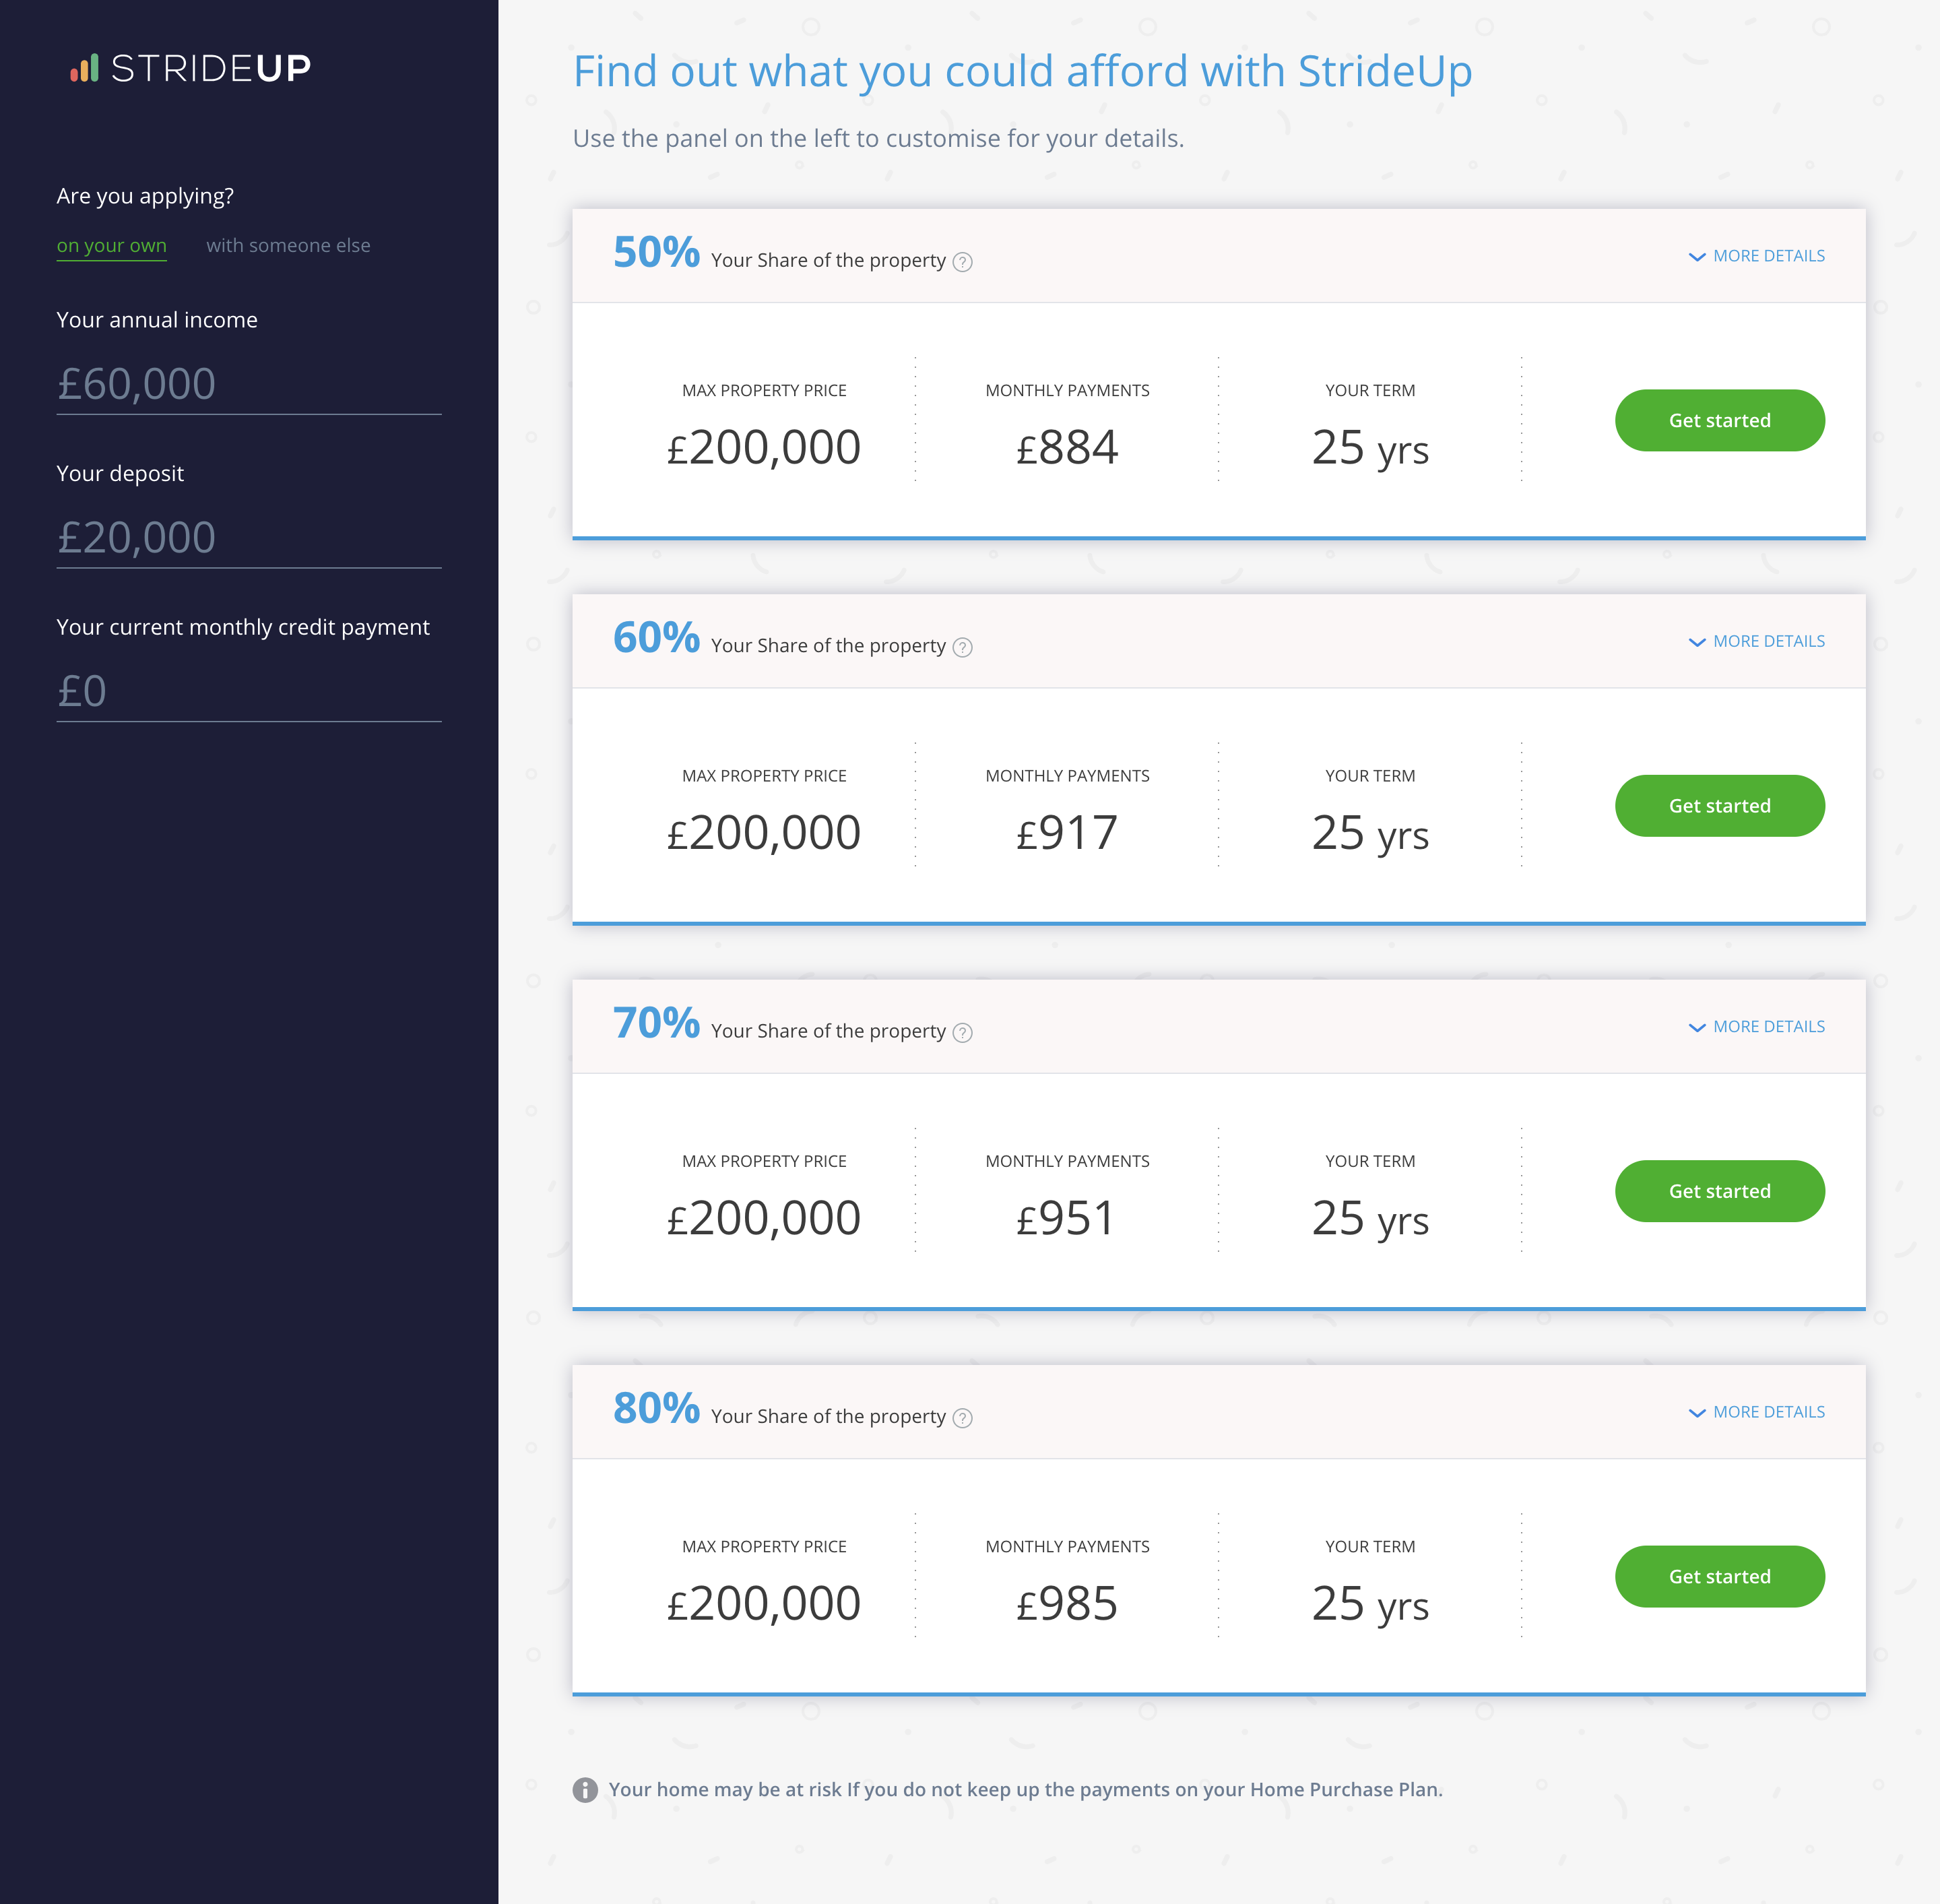 STRIDEUP
Are you applying?
on your own with someone else
Your annual income
£60,000
Your deposit
£20,000
Your current monthly credit payment
£0
Find out what you could afford with StrideUp
Use the panel on the left to customise for your details.
50% Your Share of the property ? MORE DETAILS
MAX PROPERTY PRICE MONTHLY PAYMENTS YOUR TERM
£200,000 £884 25 yrs
Get started
60% Your Share of the property ? MORE DETAILS
MAX PROPERTY PRICE MONTHLY PAYMENTS YOUR TERM
£200,000 £917 25 yrs
Get started
70% Your Share of the property ? MORE DETAILS
MAX PROPERTY PRICE MONTHLY PAYMENTS YOUR TERM
£200,000 £951 25 yrs
Get started
80% Your Share of the property ? MORE DETAILS
MAX PROPERTY PRICE MONTHLY PAYMENTS YOUR TERM
£200,000 £985 25 yrs
Get started
Your home may be at risk If you do not keep up the payments on your Home Purchase Plan.